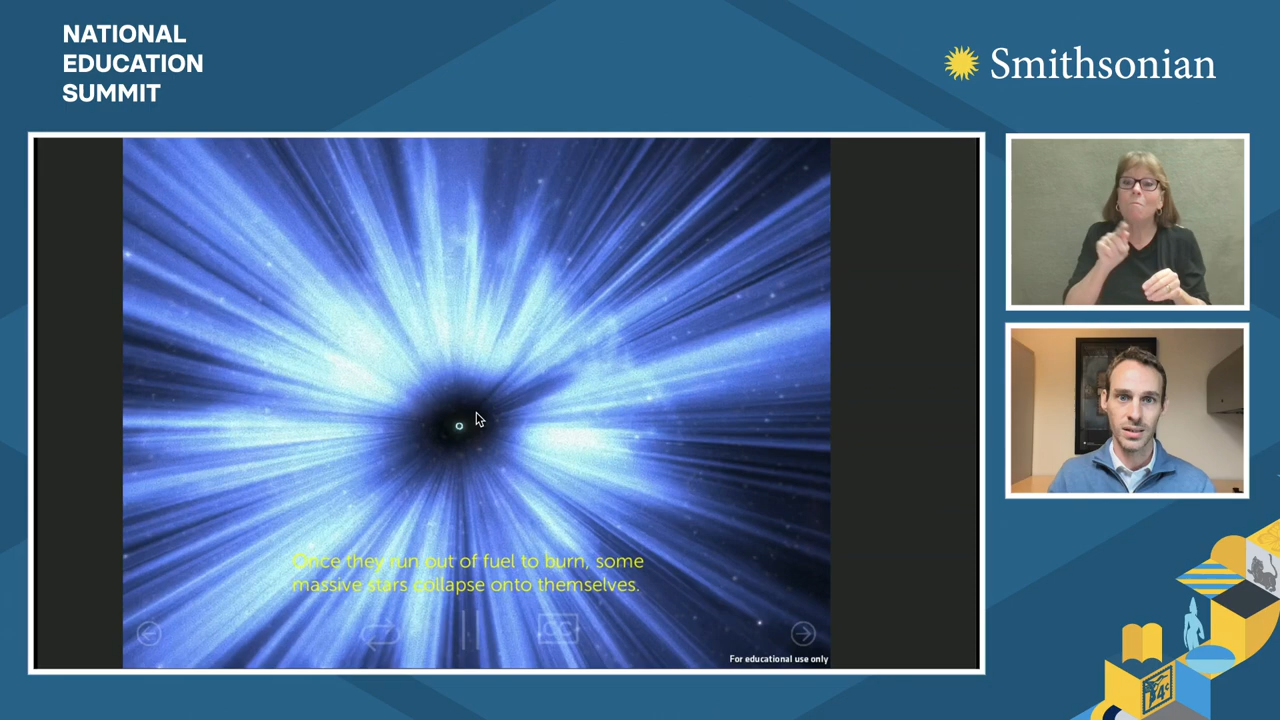 NATIONAL
EDUCATION
SUMMIT
Smithsonian
Once they run out of fuel to burn, some
massive stars collapse onto themselves.
CC
For educational use only